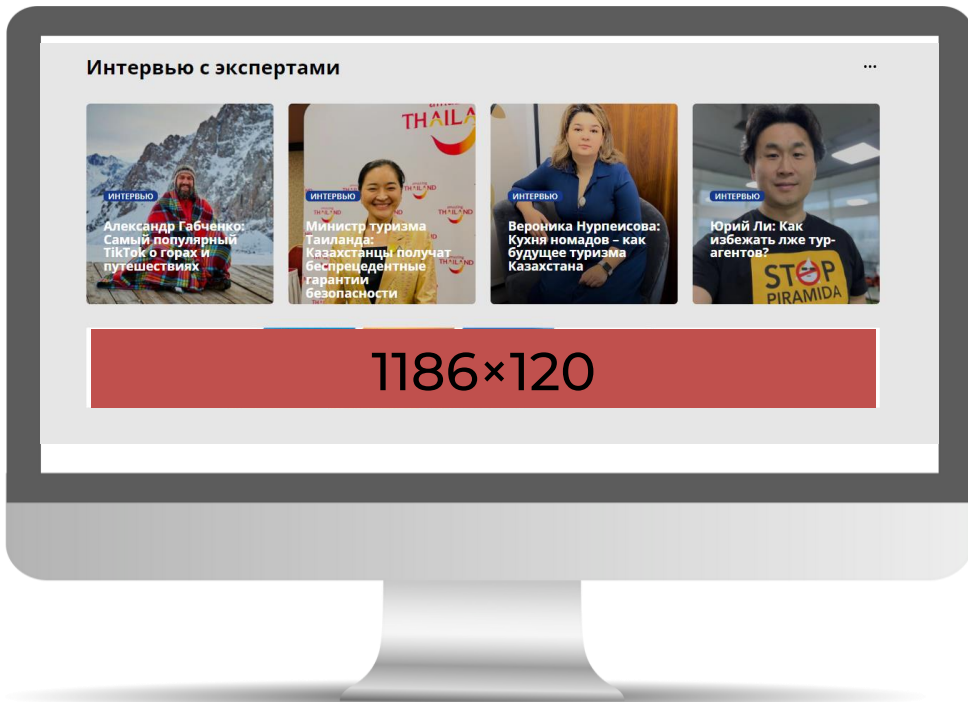 Интервью с экспертами
...
THAILA
ИНТЕРВЬЮ
Александр Габченко:
Самый популярный
TikTok о горах и
путешествиях
ИНТЕРВЬЮ
Министр туризма
Таиланда:
Казахстанцы получат
беспрецедентные
гарантии
безопасности
ИНТЕРВЬЮ
Вероника Нурпеисова:
Кухня номадов – как
будущее туризма
Казахстана
ИНТЕРВЬЮ
Юрий Ли: Как
избежать лже тур-
агентов?
STOP
PIRAMIDA
1186×120